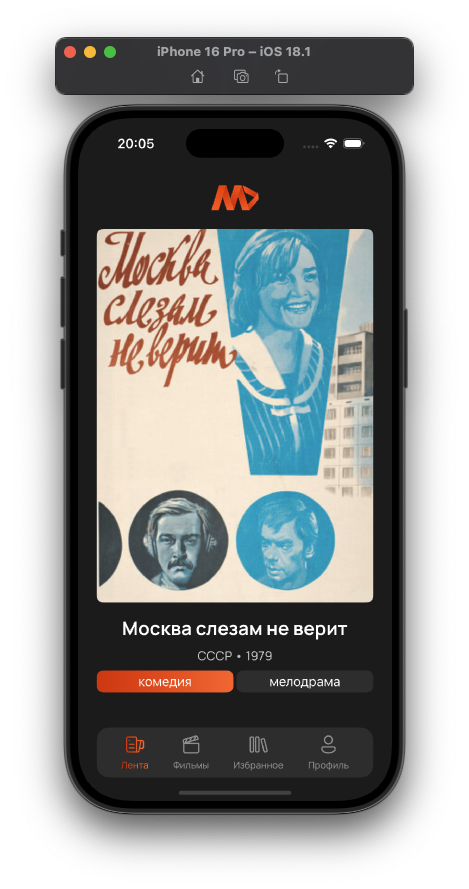 iPhone 16 Pro – iOS 18.1
20:05
Москва
слезам
не верит
Москва слезам не верит
СССР • 1979
комедия мелодрама
Лента Фильмы Избранное Профиль